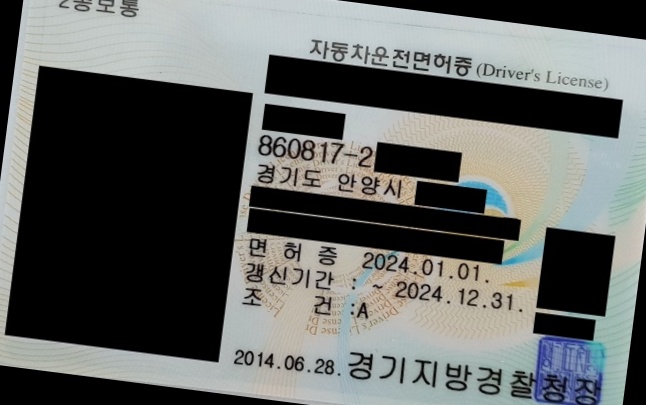 2종보통
자동차운전면허증 (Driver's License)
860817-2
경기도 안양시
면 허 증 2024.01.01.
갱신기간 : ~ 2024.12.31.
조 건 :A
2014.06.28. 경기지방경찰청장